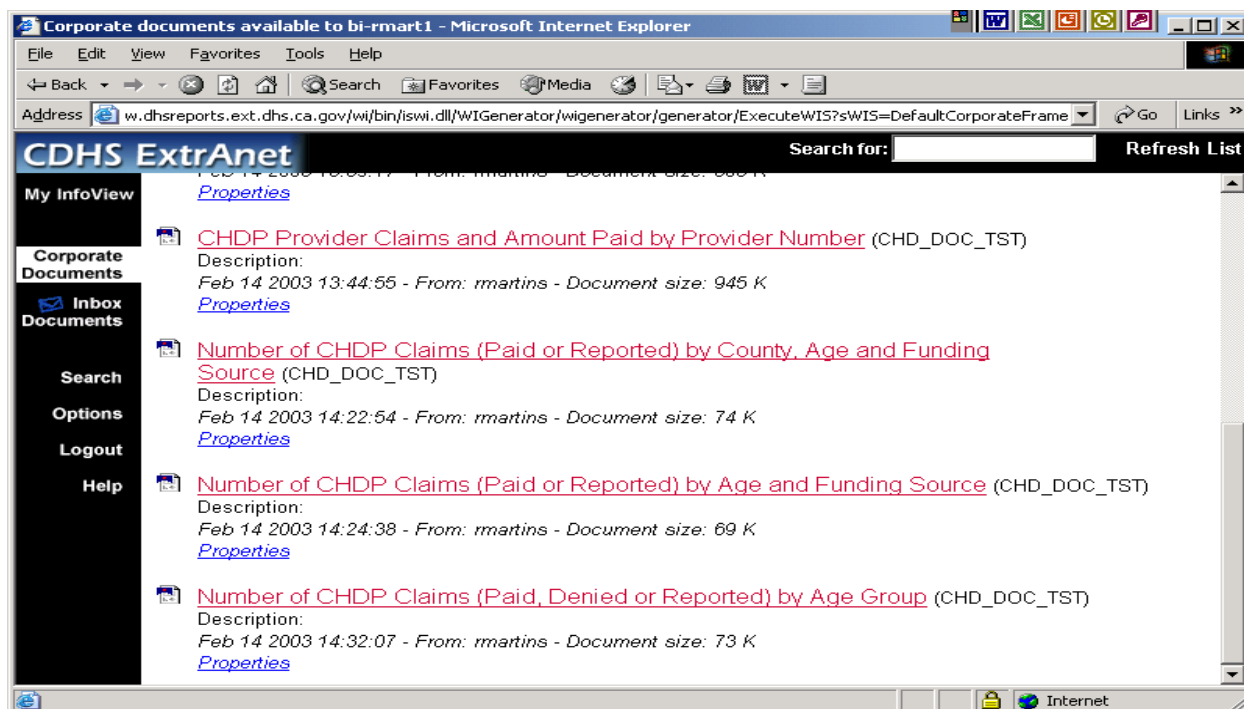 Corporate documents available to bi-rmart1 - Microsoft Internet Explorer
File Edit View Favorites Tools Help
Back Search Favorites Media
Address w.dhsreports.ext.dhs.ca.gov/wi/bin/iswi.dll/WIGenerator/wigenerator/generator/ExecuteWIS?sWIS=DefaultCorporateFrame Go Links »
CDHS ExtrAnet Search for: Refresh List
My InfoView
Corporate
Documents
Inbox
Documents
Search
Options
Logout
Help
Properties
CHDP Provider Claims and Amount Paid by Provider Number (CHD_DOC_TST)
Description:
Feb 14 2003 13:44:55 - From: rmartins - Document size: 945 K
Properties
Number of CHDP Claims (Paid or Reported) by County, Age and Funding
Source (CHD_DOC_TST)
Description:
Feb 14 2003 14:22:54 - From: rmartins - Document size: 74 K
Properties
Number of CHDP Claims (Paid or Reported) by Age and Funding Source (CHD_DOC_TST)
Description:
Feb 14 2003 14:24:38 - From: rmartins - Document size: 69 K
Properties
Number of CHDP Claims (Paid, Denied or Reported) by Age Group (CHD_DOC_TST)
Description:
Feb 14 2003 14:32:07 - From: rmartins - Document size: 73 K
Properties
Internet